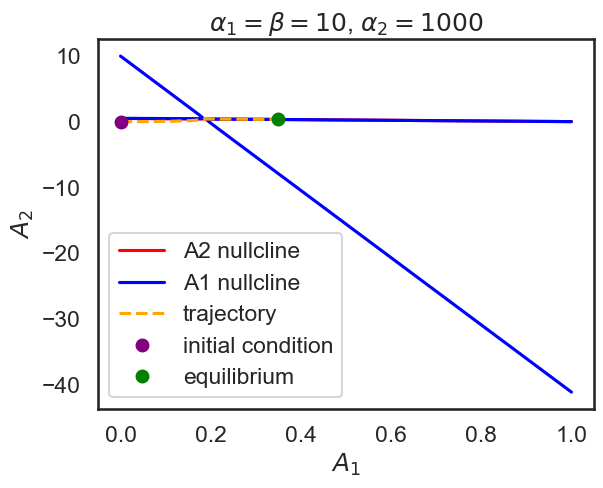 α₁ = β = 10, α₂ = 1000
10
0
−10
−20
−30
−40
A₂
A2 nullcline
A1 nullcline
trajectory
initial condition
equilibrium
0.0 0.2 0.4 0.6 0.8 1.0
A₁